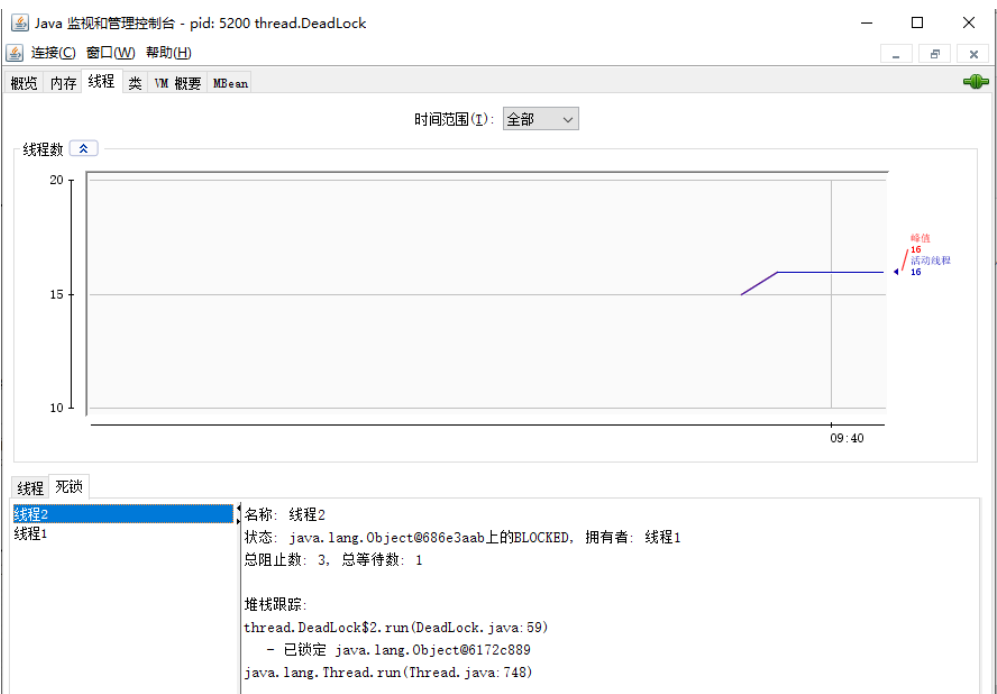 Java 监视和管理控制台 - pid: 5200 thread.DeadLock
连接(C) 窗口(W) 帮助(H)
概览 内存 线程 类 VM 概要 MBean
时间范围(I): 全部
线程数
20
15
10
峰值
16
活动线程
16
09:40
线程 死锁
线程2
线程1
名称: 线程2
状态: java.lang.Object@686e3aab上的BLOCKED, 拥有者: 线程1
总阻止数: 3, 总等待数: 1
堆栈跟踪:
thread.DeadLock$2.run(DeadLock.java:59)
- 已锁定 java.lang.Object@6172c889
java.lang.Thread.run(Thread.java:748)